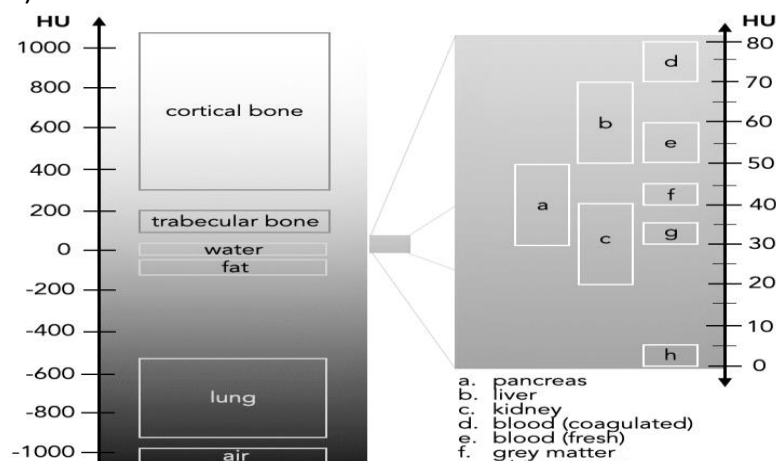 HU
1000
800
600
400
200
0
-200
-400
-600
-800
-1000
cortical bone
trabecular bone
water
fat
lung
air
HU
80
70
60
50
40
30
20
10
0
d
b
e
a
f
c
g
h
a. pancreas
b. liver
c. kidney
d. blood (coagulated)
e. blood (fresh)
f. grey matter